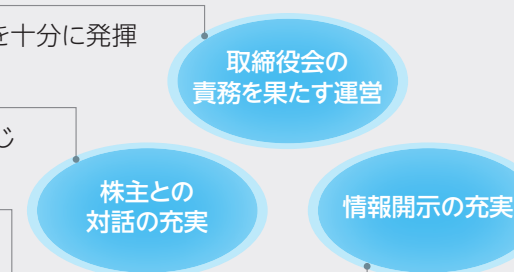 を十分に発揮
取締役会の
責務を果たす運営
じ
株主との
対話の充実
情報開示の充実